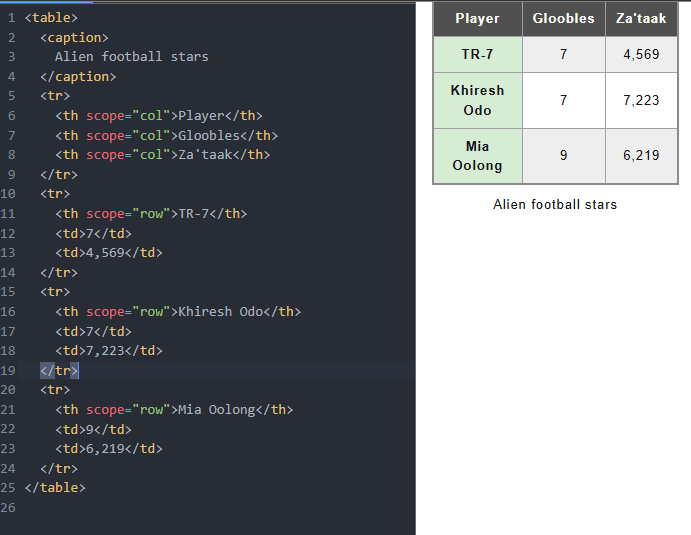 1 <table>
2 <caption>
3 Alien football stars
4 </caption>
5 <tr>
6 <th scope="col">Player</th>
7 <th scope="col">Gloobles</th>
8 <th scope="col">Za'taak</th>
9 </tr>
10 <tr>
11 <th scope="row">TR-7</th>
12 <td>7</td>
13 <td>4,569</td>
14 </tr>
15 <tr>
16 <th scope="row">Khiresh Odo</th>
17 <td>7</td>
18 <td>7,223</td>
19 </tr>
20 <tr>
21 <th scope="row">Mia Oolong</th>
22 <td>9</td>
23 <td>6,219</td>
24 </tr>
25 </table>
26
Player Gloobles Za'taak
TR-7 7 4,569
Khiresh
Odo 7 7,223
Mia
Oolong 9 6,219
Alien football stars